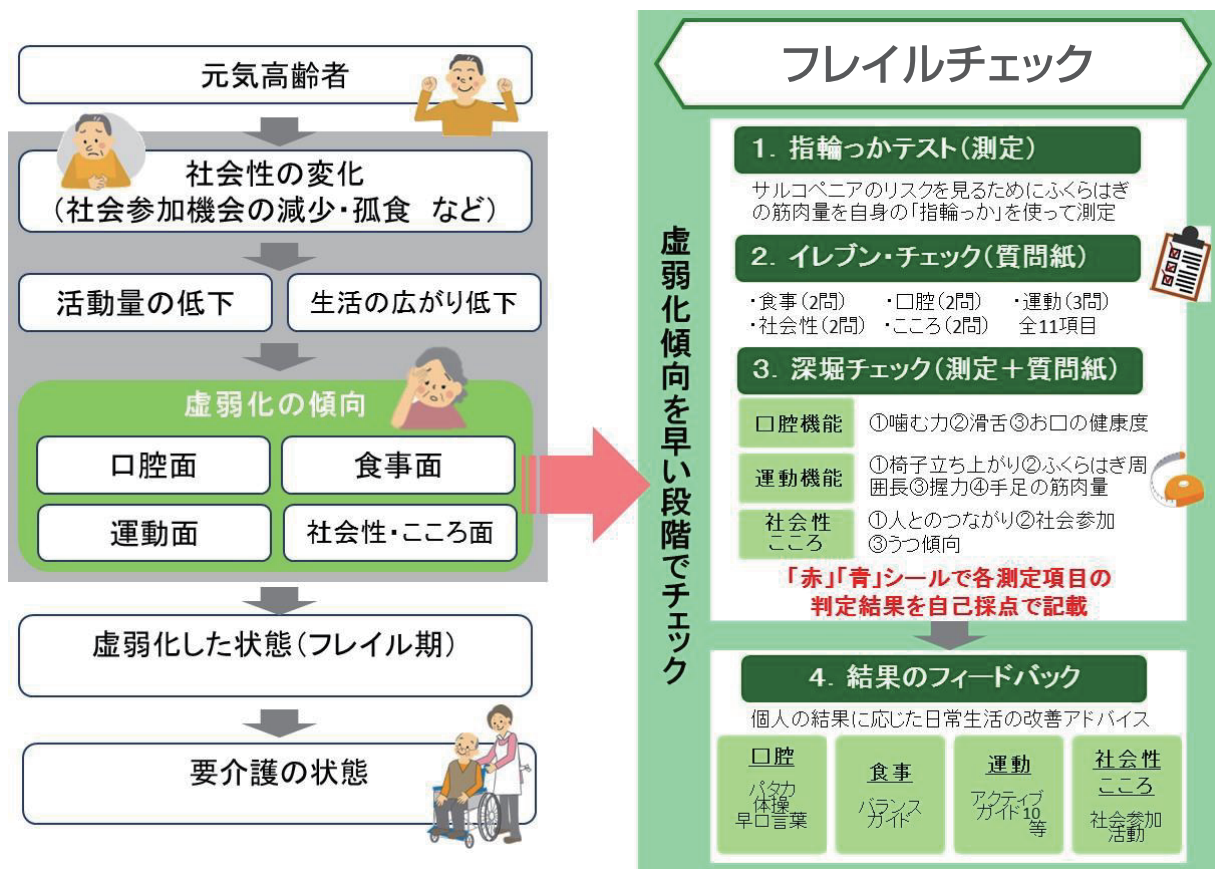 元気高齢者
社会性の変化
（社会参加機会の減少・孤食　など）
活動量の低下
生活の広がり低下
虚弱化の傾向
口腔面
食事面
運動面
社会性・こころ面
虚弱化した状態（フレイル期）
要介護の状態
虚弱化傾向を早い段階でチェック
フレイルチェック
1．指輪っかテスト（測定）
サルコペニアのリスクを見るためにふくらはぎ
の筋肉量を自身の「指輪っか」を使って測定
2．イレブン・チェック（質問紙）
・食事（2問）　・口腔（2問）　・運動（3問）
・社会性（2問）　・こころ（2問）　全11項目
3．深堀チェック（測定＋質問紙）
口腔機能
①噛む力②滑舌③お口の健康度
運動機能
①椅子立ち上がり②ふくらはぎ周
囲長③握力④手足の筋肉量
社会性
こころ
①人とのつながり②社会参加
③うつ傾向
「赤」「青」シールで各測定項目の
判定結果を自己採点で記載
4．結果のフィードバック
個人の結果に応じた日常生活の改善アドバイス
口腔
パタカ
体操
早口言葉
食事
バランス
ガイド
運動
アクティブ
ガイド10
等
社会性
こころ
社会参加
活動